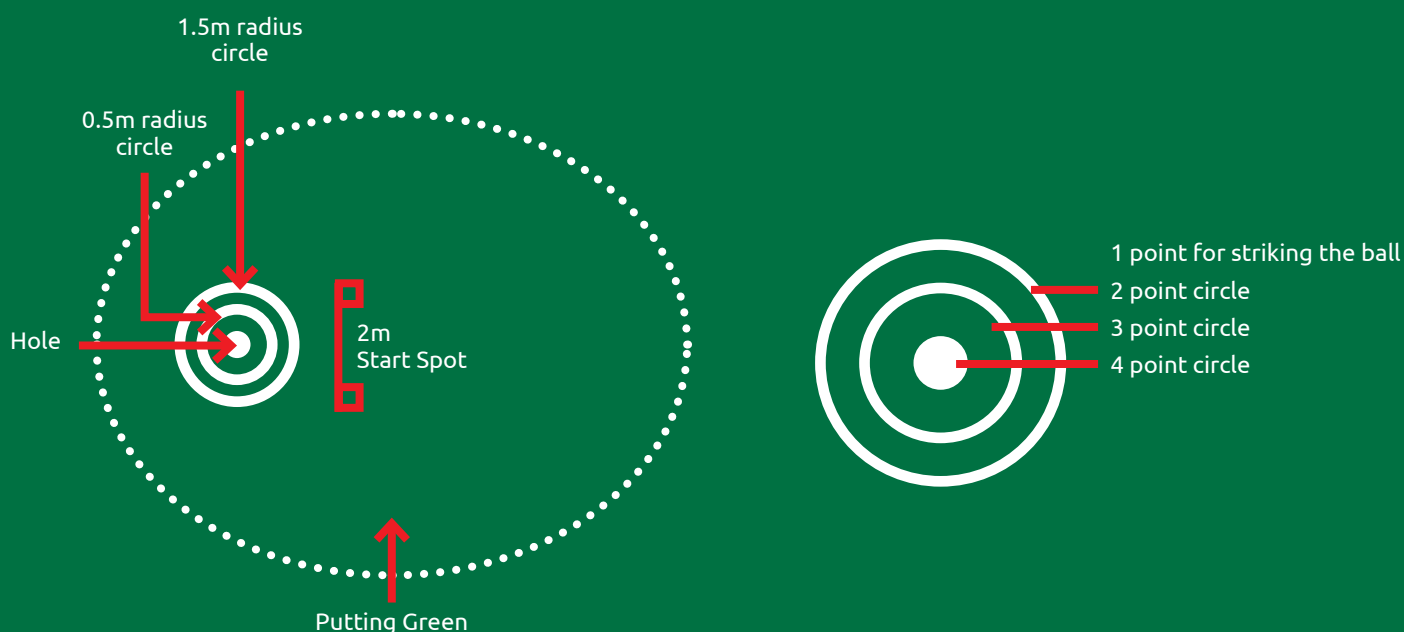 1.5m radius
circle
0.5m radius
circle
Hole
2m
Start Spot
Putting Green
1 point for striking the ball
2 point circle
3 point circle
4 point circle